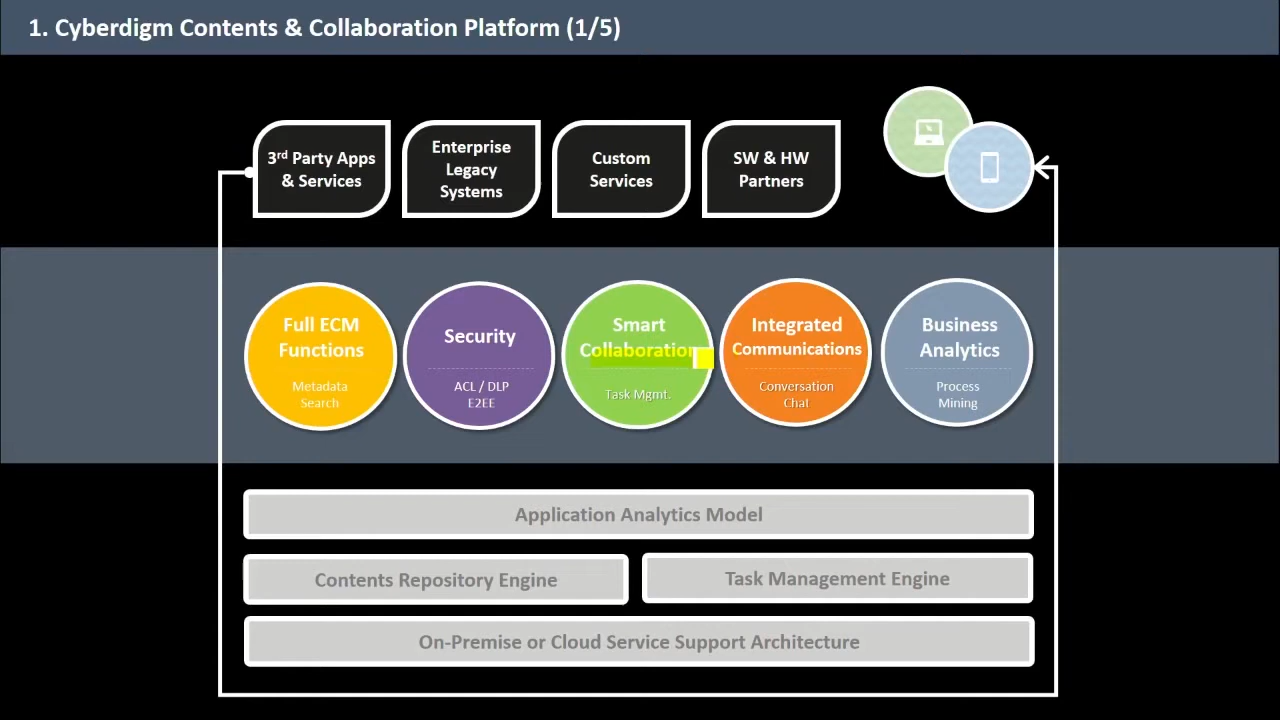 1. Cyberdigm Contents & Collaboration Platform (1/5)
3rd Party Apps
& Services
Enterprise
Legacy
Systems
Custom
Services
SW & HW
Partners
Full ECM
Functions
Metadata
Search
Security
ACL / DLP
E2EE
Smart
Collaboration
Task Mgmt.
Integrated
Communications
Conversation
Chat
Business
Analytics
Process
Mining
Application Analytics Model
Contents Repository Engine
Task Management Engine
On-Premise or Cloud Service Support Architecture